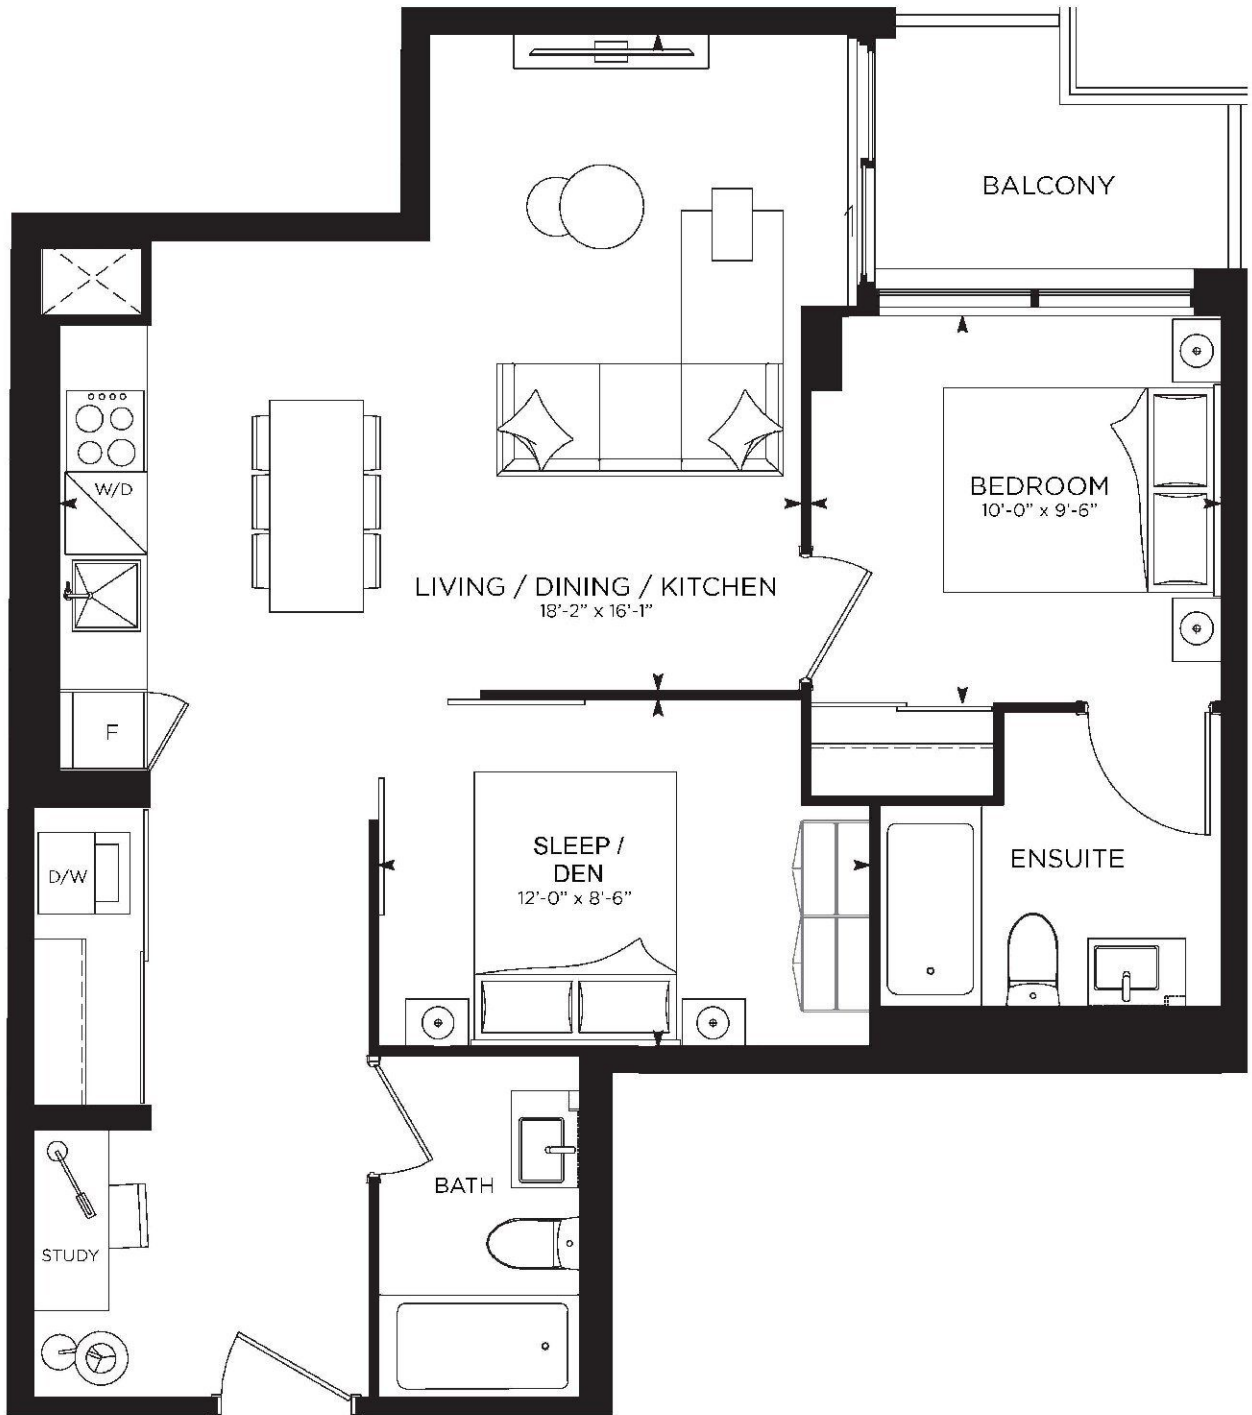 BALCONY
W/D
BEDROOM
10'-0” x 9'-6”
LIVING / DINING / KITCHEN
18'-2” x 16'-1”
F
SLEEP /
DEN
12'-0” x 8'-6”
D/W
ENSUITE
BATH
STUDY